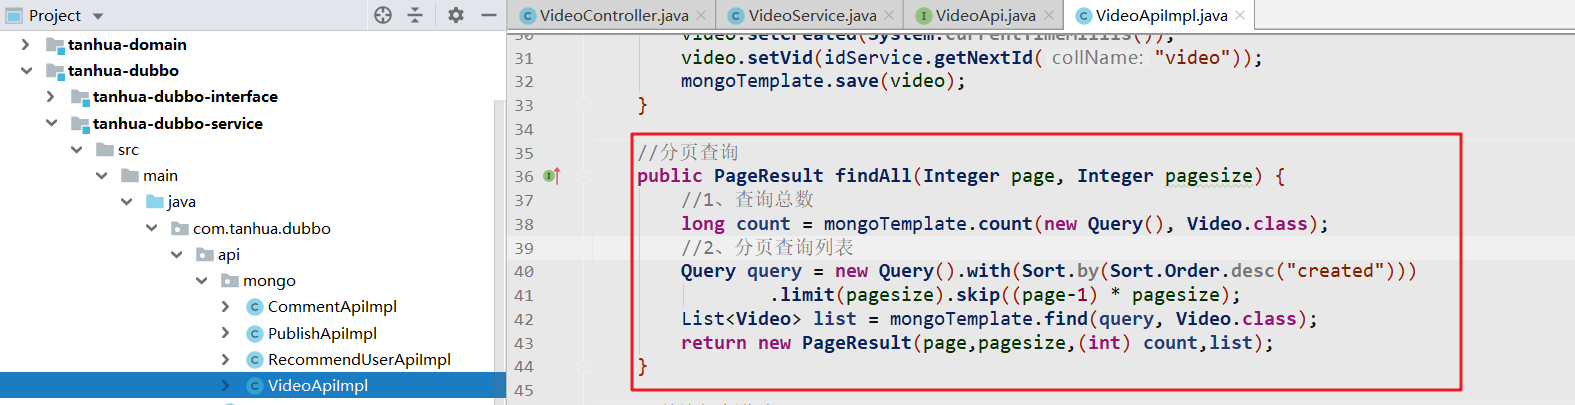 Project
VideoController.java
VideoService.java
VideoApi.java
VideoApiImpl.java
tanhua-domain
tanhua-dubbo
tanhua-dubbo-interface
tanhua-dubbo-service
src
main
java
com.tanhua.dubbo
api
mongo
CommentApiImpl
PublishApiImpl
RecommendUserApiImpl
VideoApiImpl
30 video.setCreated(System.currentTimeMillis());
31 video.setVid(idService.getNextId( collName: "video"));
32 mongoTemplate.save(video);
33 }
34
35 //分页查询
36 public PageResult findAll(Integer page, Integer pagesize) {
37 //1、查询总数
38 long count = mongoTemplate.count(new Query(), Video.class);
39 //2、分页查询列表
40 Query query = new Query().with(Sort.by(Sort.Order.desc("created")))
41 .limit(pagesize).skip((page-1) * pagesize);
42 List<Video> list = mongoTemplate.find(query, Video.class);
43 return new PageResult(page,pagesize,(int) count,list);
44 }
45